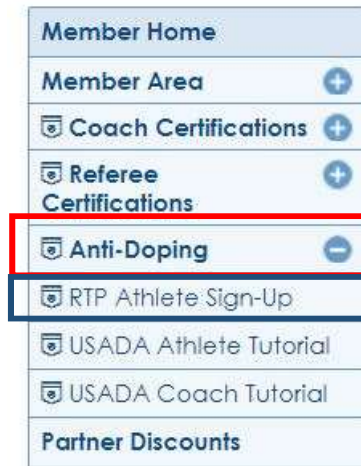 Member Home
Member Area
Coach Certifications
Referee
Certifications
Anti-Doping
RTP Athlete Sign-Up
USADA Athlete Tutorial
USADA Coach Tutorial
Partner Discounts